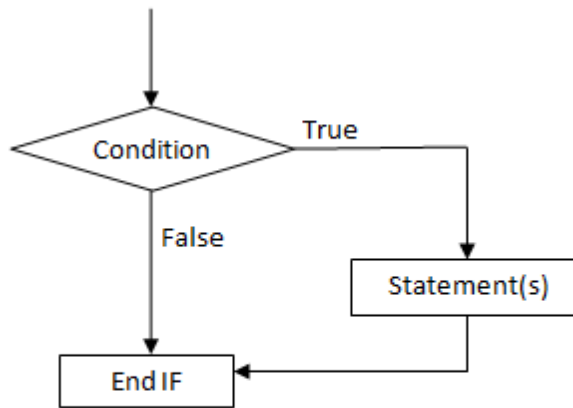 True
Condition
False
Statement(s)
End IF